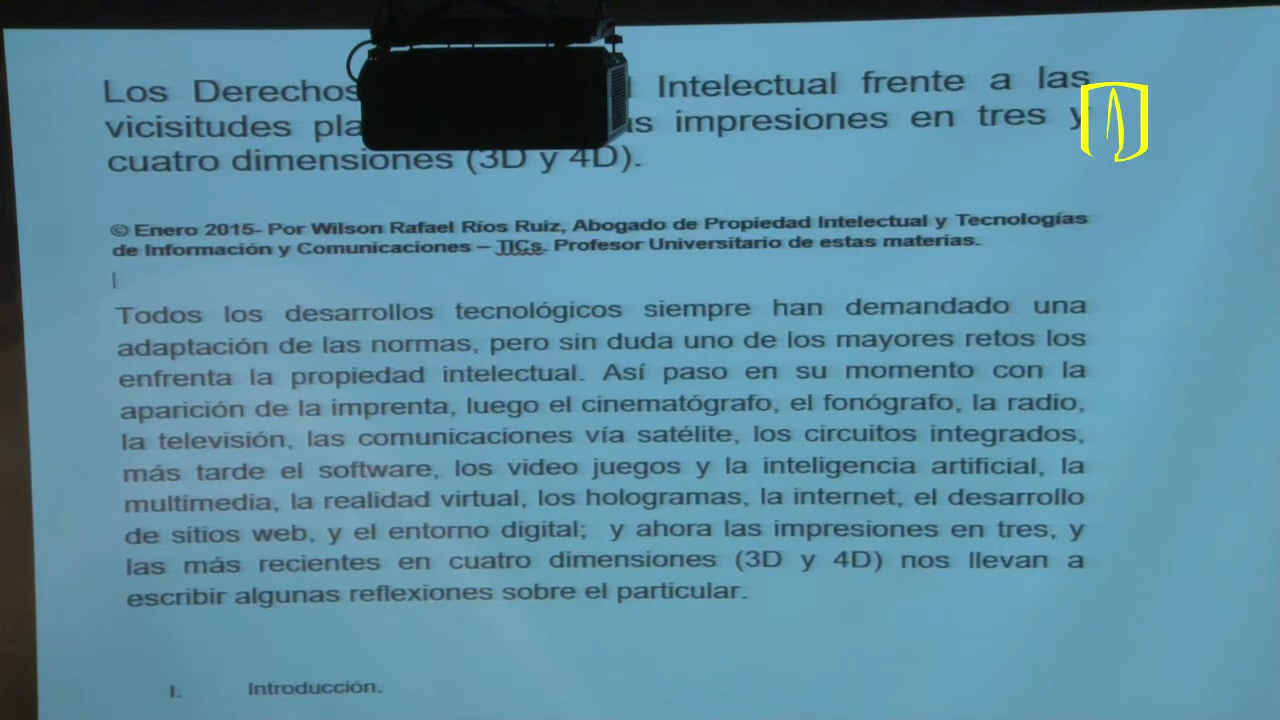 Los Derechos Intelectual frente a las
vicisitudes impresiones en tres y
cuatro dimensiones (3D y 4D).
© Enero 2015- Por Wilson Rafael Ríos Ruiz, Abogado de Propiedad Intelectual y Tecnologías
de Información y Comunicaciones – TICs. Profesor Universitario de estas materias.
Todos los desarrollos tecnológicos siempre han demandado una
adaptación de las normas, pero sin duda uno de los mayores retos los
enfrenta la propiedad intelectual. Así paso en su momento con la
aparición de la imprenta, luego el cinematógrafo, el fonógrafo, la radio,
la televisión, las comunicaciones vía satélite, los circuitos integrados,
más tarde el software, los video juegos y la inteligencia artificial, la
multimedia, la realidad virtual, los hologramas, la internet, el desarrollo
de sitios web, y el entorno digital; y ahora las impresiones en tres, y
las más recientes en cuatro dimensiones (3D y 4D) nos llevan a
escribir algunas reflexiones sobre el particular.
I. Introducción.